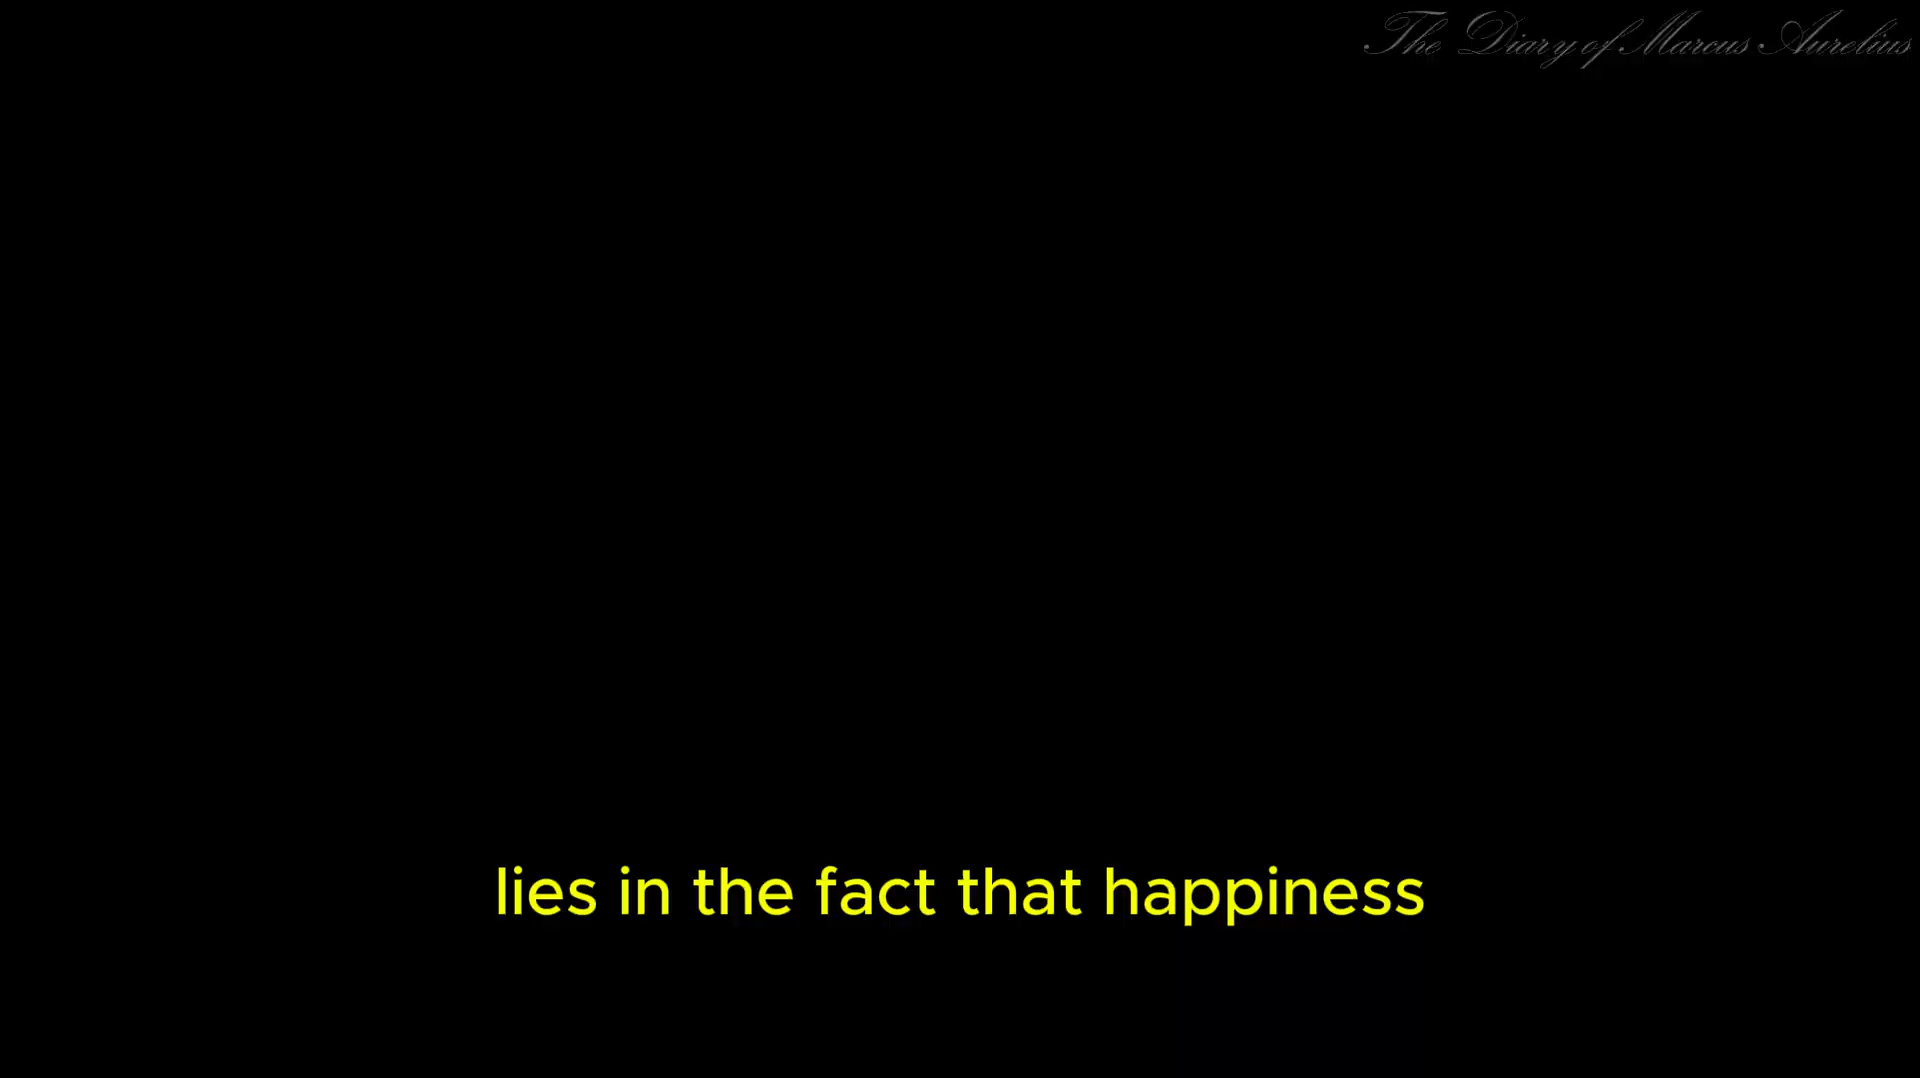 The Diary of Marcus Aurelius
lies in the fact that happiness